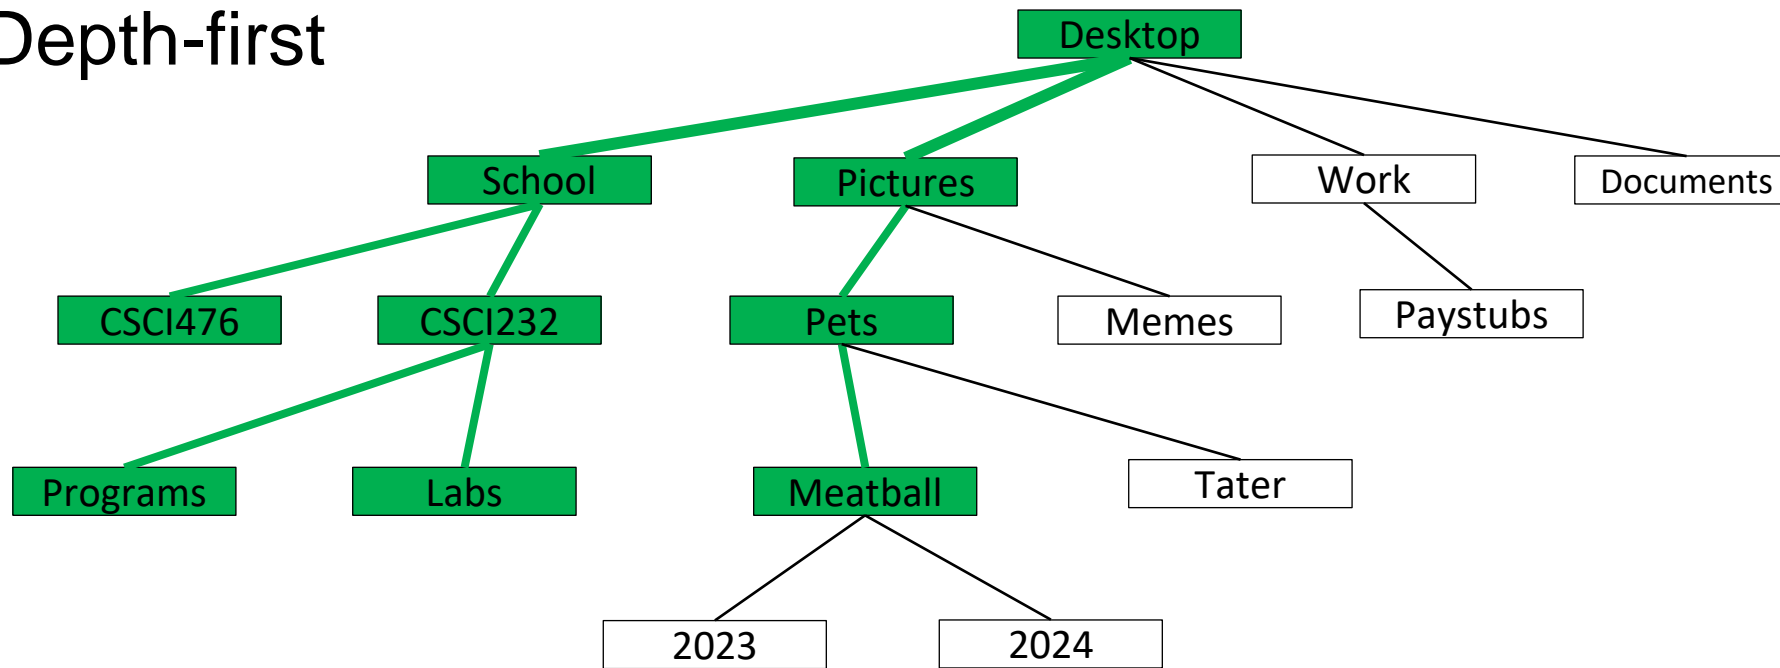 Depth-first
Desktop
School
Pictures
Work
Documents
CSCI476
CSCI232
Pets
Memes
Paystubs
Programs
Labs
Meatball
Tater
2023
2024